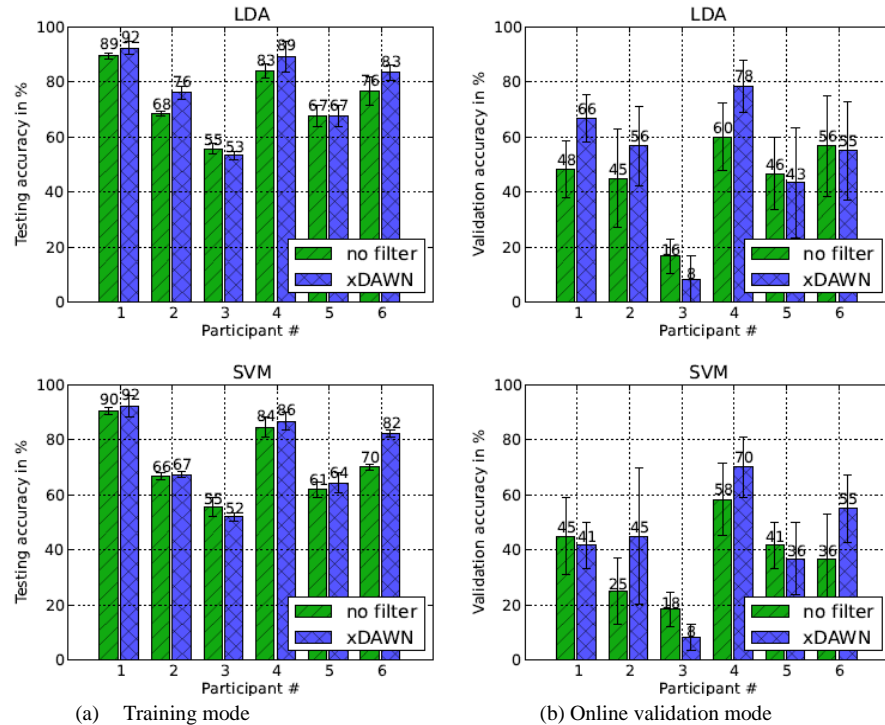 LDA
Testing accuracy in %
100
80
60
40
20
0
89 92 68 76 55 53 83 89 67 67 76 83
no filter
xDAWN
1 2 3 4 5 6
Participant #
LDA
Validation accuracy in %
100
80
60
40
20
0
48 66 45 56 16 8 60 78 46 43 56 55
no filter
xDAWN
1 2 3 4 5 6
Participant #
SVM
Testing accuracy in %
100
80
60
40
20
0
90 92 66 67 55 52 84 86 61 64 70 82
no filter
xDAWN
1 2 3 4 5 6
Participant #
(a) Training mode
SVM
Validation accuracy in %
100
80
60
40
20
0
45 41 25 45 18 8 58 70 41 36 36 55
no filter
xDAWN
1 2 3 4 5 6
Participant #
(b) Online validation mode